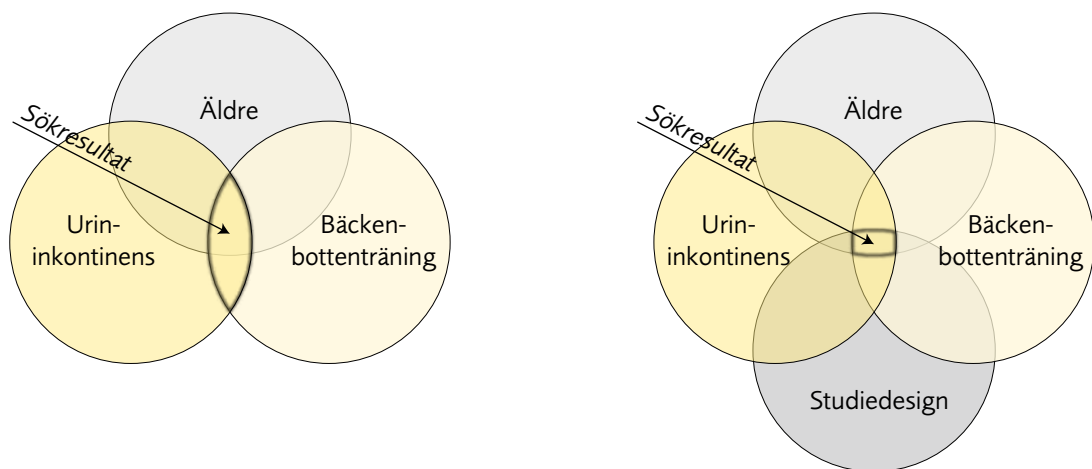 Äldre
Sökresultat
Urin-
inkontinens
Bäcken-
bottenträning
Äldre
Sökresultat
Urin-
inkontinens
Bäcken-
bottenträning
Studiedesign